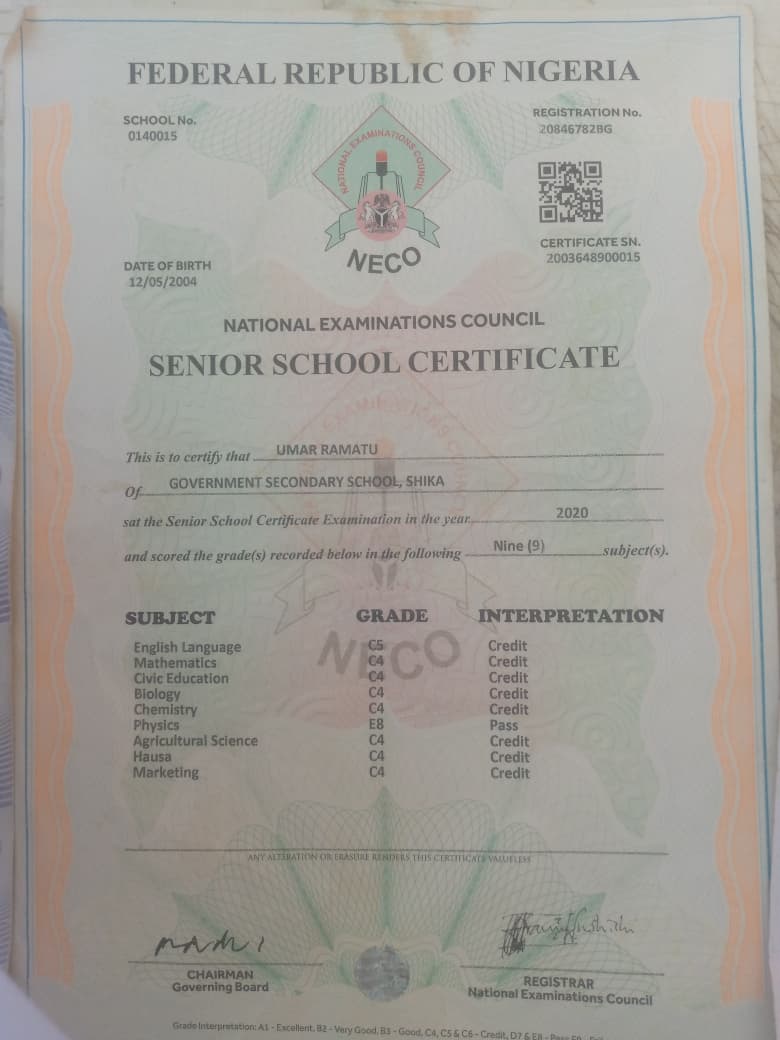 FEDERAL REPUBLIC OF NIGERIA
SCHOOL No.
0140015
REGISTRATION No.
20846782BG
NATIONAL EXAMINATIONS COUNCIL
NECO
CERTIFICATE SN.
2003648900015
DATE OF BIRTH
12/05/2004
NATIONAL EXAMINATIONS COUNCIL
SENIOR SCHOOL CERTIFICATE
This is to certify that UMAR RAMATU
Of GOVERNMENT SECONDARY SCHOOL, SHIKA
sat the Senior School Certificate Examination in the year 2020
and scored the grade(s) recorded below in the following Nine (9) subject(s).
SUBJECT GRADE INTERPRETATION
English Language C5 Credit
Mathematics C4 Credit
Civic Education C4 Credit
Biology C4 Credit
Chemistry C4 Credit
Physics E8 Pass
Agricultural Science C4 Credit
Hausa C4 Credit
Marketing C4 Credit
NECO
ANY ALTERATION OR ERASURE RENDERS THIS CERTIFICATE VALUELESS
CHAIRMAN
Governing Board
REGISTRAR
National Examinations Council
Grade Interpretation: A1 - Excellent, B2 - Very Good, B3 - Good, C4, C5 & C6 - Credit, D7 & E8 - Pass